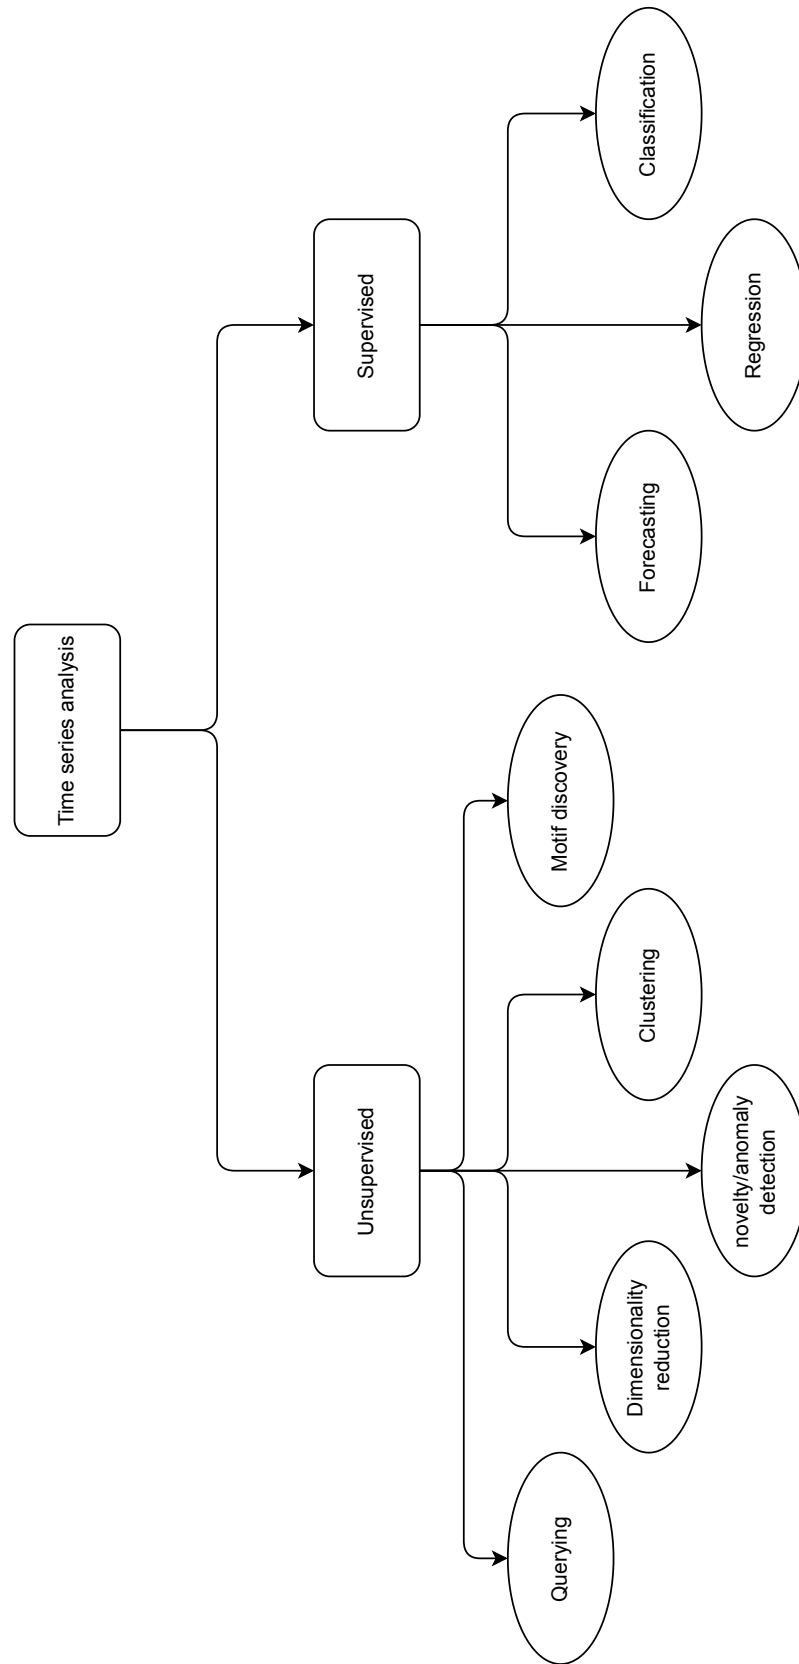 Time series analysis
Unsupervised
Supervised
Querying
Dimensionality
reduction
novelty/anomaly
detection
Clustering
Motif discovery
Forecasting
Regression
Classification